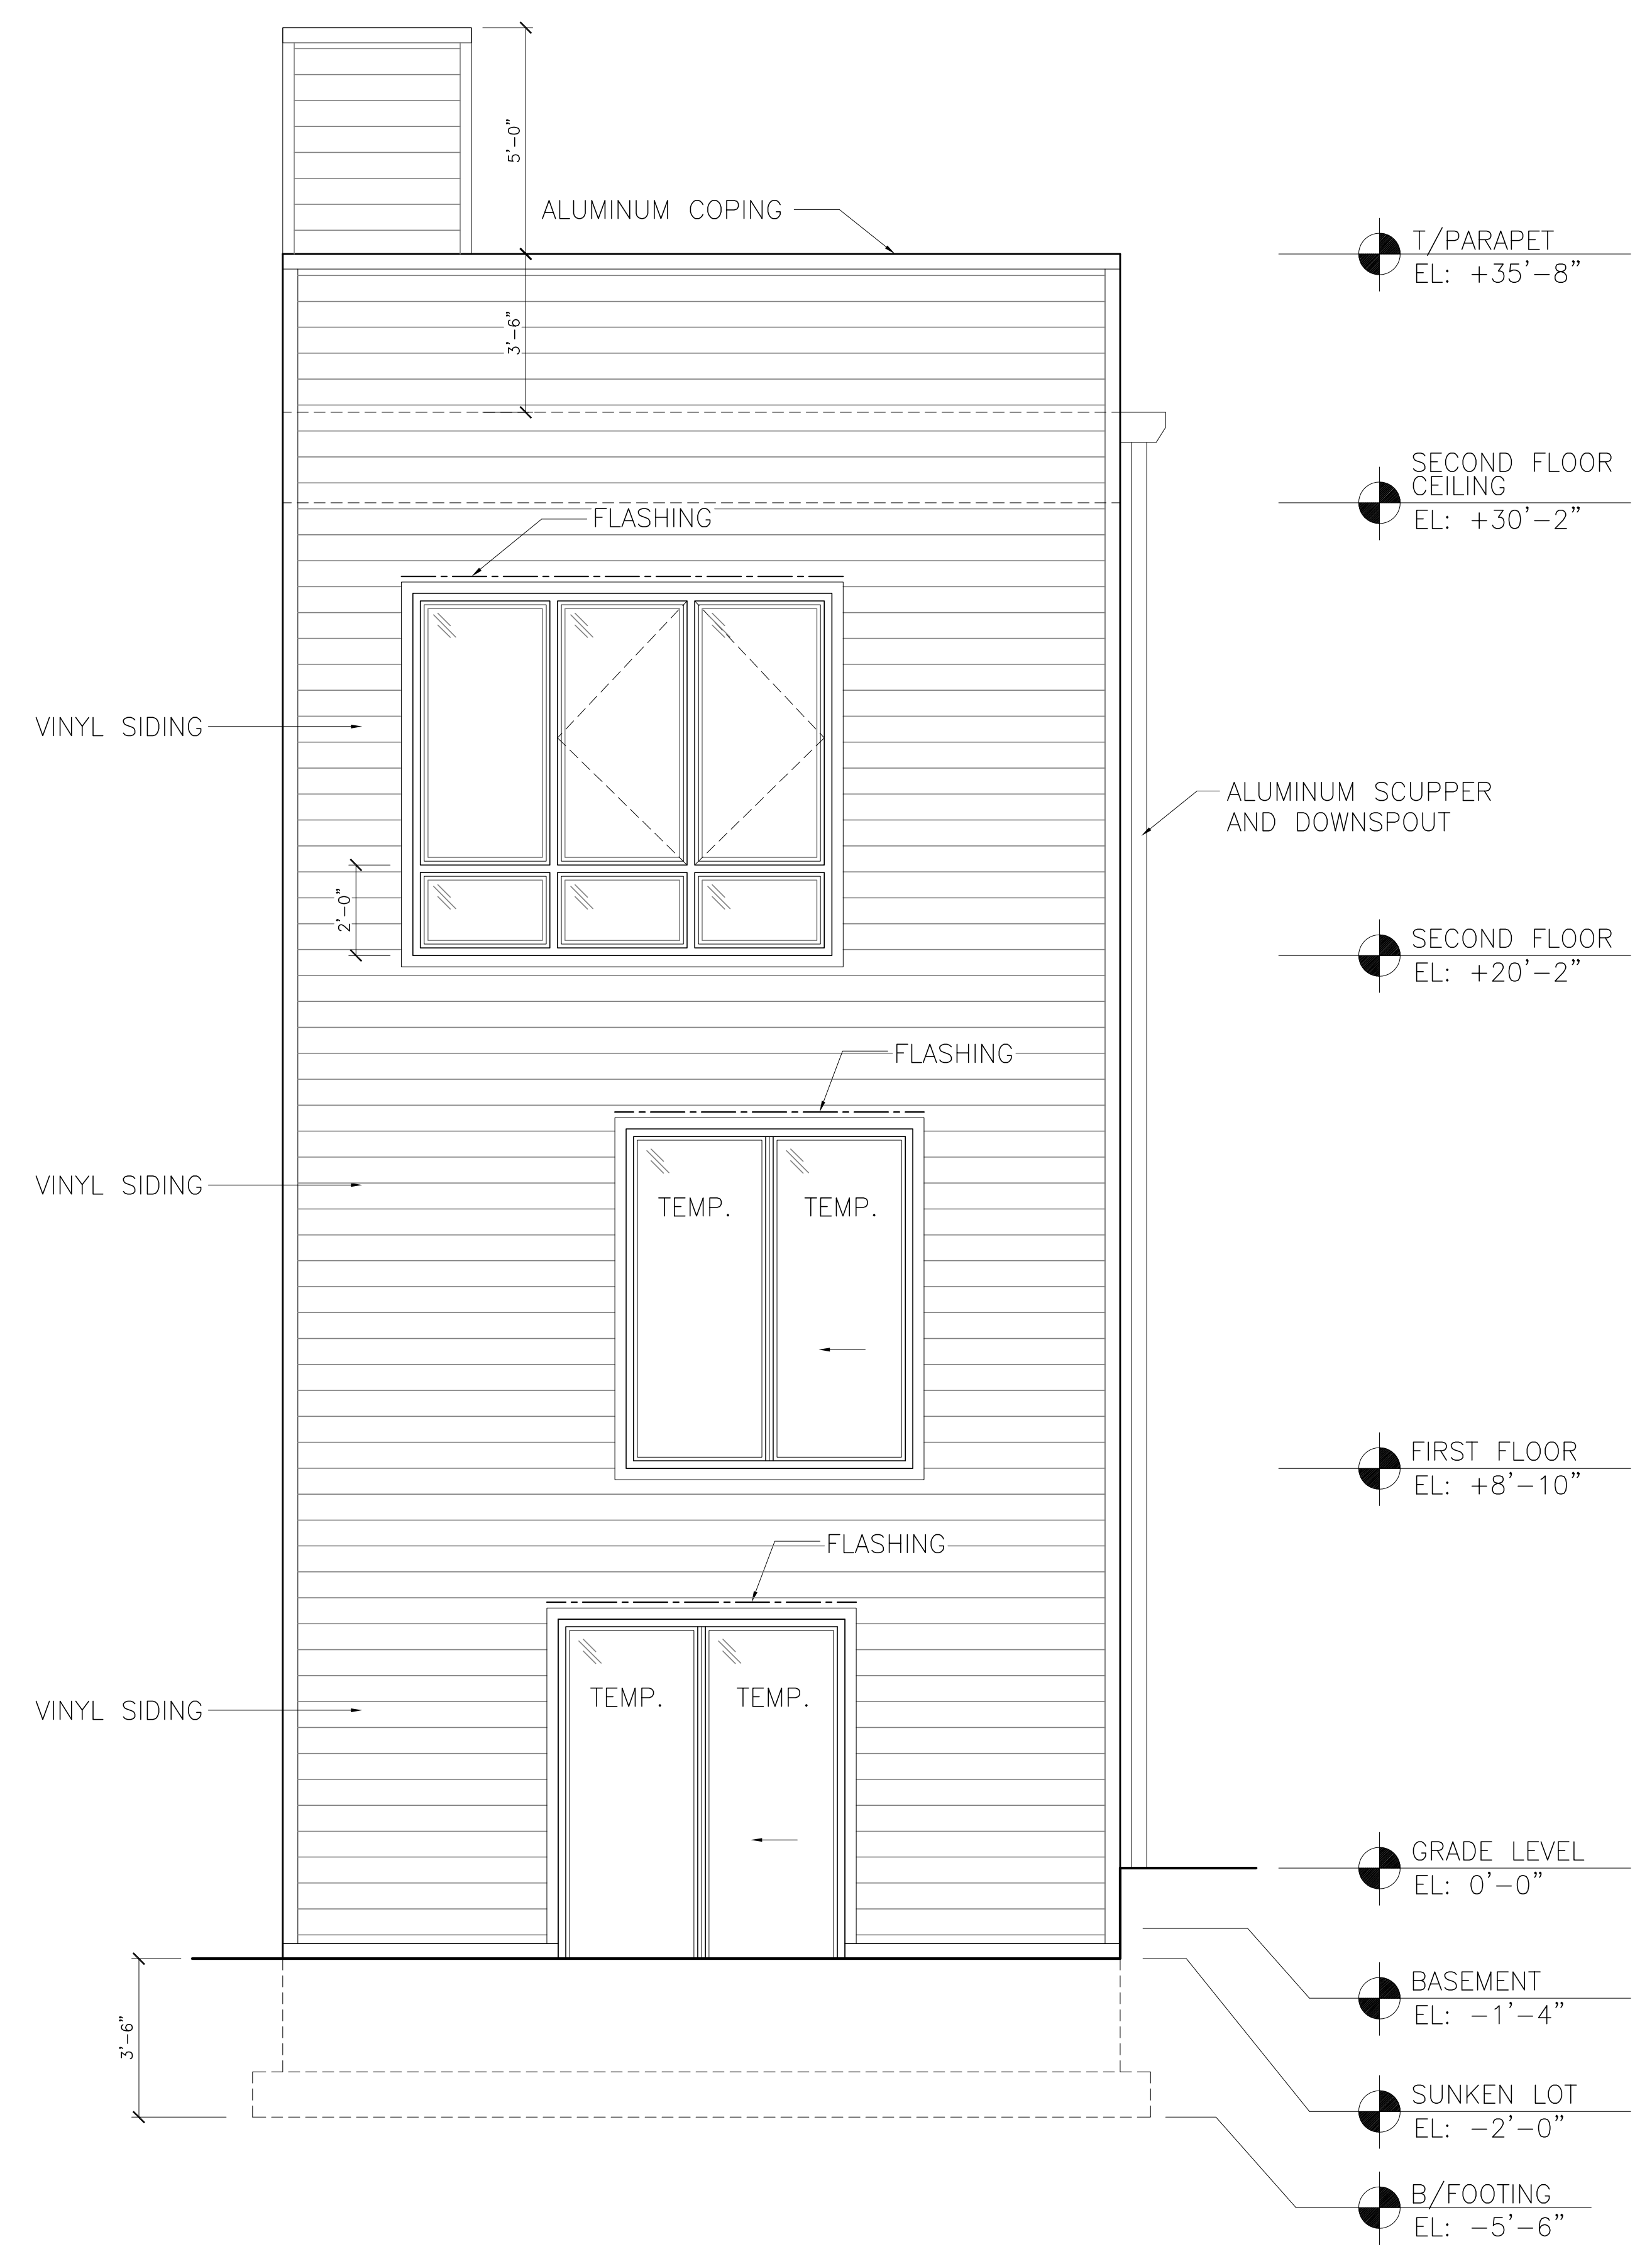 5'-0"
ALUMINUM COPING
T/PARAPET
EL: +35'-8"
3'-6"
SECOND FLOOR
CEILING
EL: +30'-2"
FLASHING
VINYL SIDING
ALUMINUM SCUPPER
AND DOWNSPOUT
2'-0"
SECOND FLOOR
EL: +20'-2"
FLASHING
VINYL SIDING
TEMP. TEMP.
FIRST FLOOR
EL: +8'-10"
FLASHING
VINYL SIDING
TEMP. TEMP.
GRADE LEVEL
EL: 0'-0"
BASEMENT
EL: -1'-4"
3'-6"
SUNKEN LOT
EL: -2'-0"
B/FOOTING
EL: -5'-6"